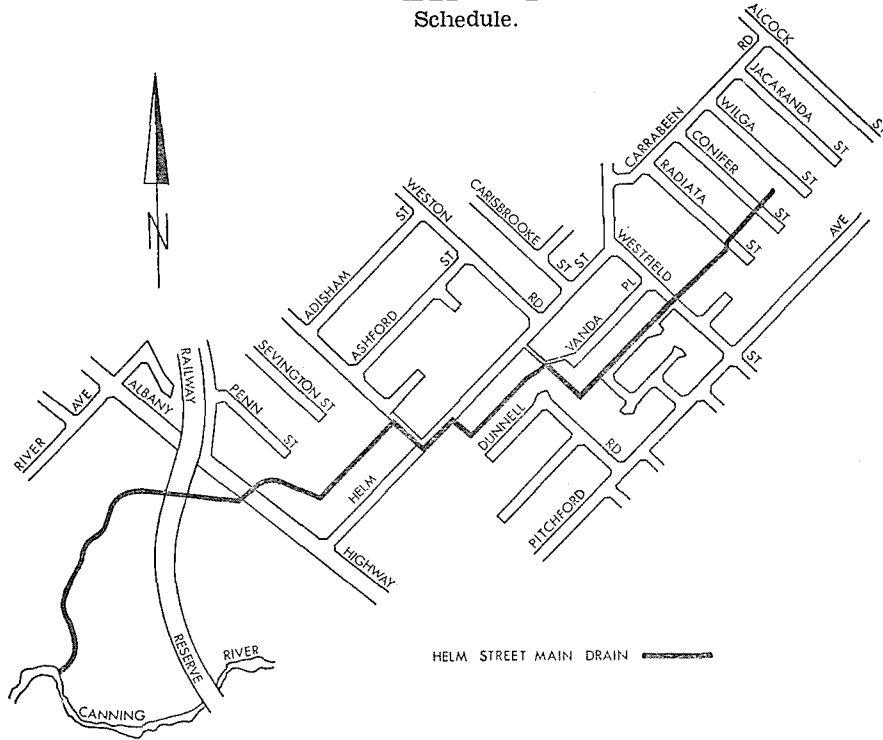 Schedule.
ALCOCK ST
JACARANDA ST
WILGA ST
CONIFER ST
RADIATA ST
CARRABEEN RD
AVE
WESTFIELD ST
CARISBROOKE ST
ST
WESTON RD
ADISHAM ST
ASHFORD ST
VANDA PL
SEVINGTON ST
DUNNELL RD
PITCHFORD
PENN ST
RAILWAY RESERVE
ALBANY HIGHWAY
RIVER AVE
HELM
N
CANNING RIVER
HELM STREET MAIN DRAIN